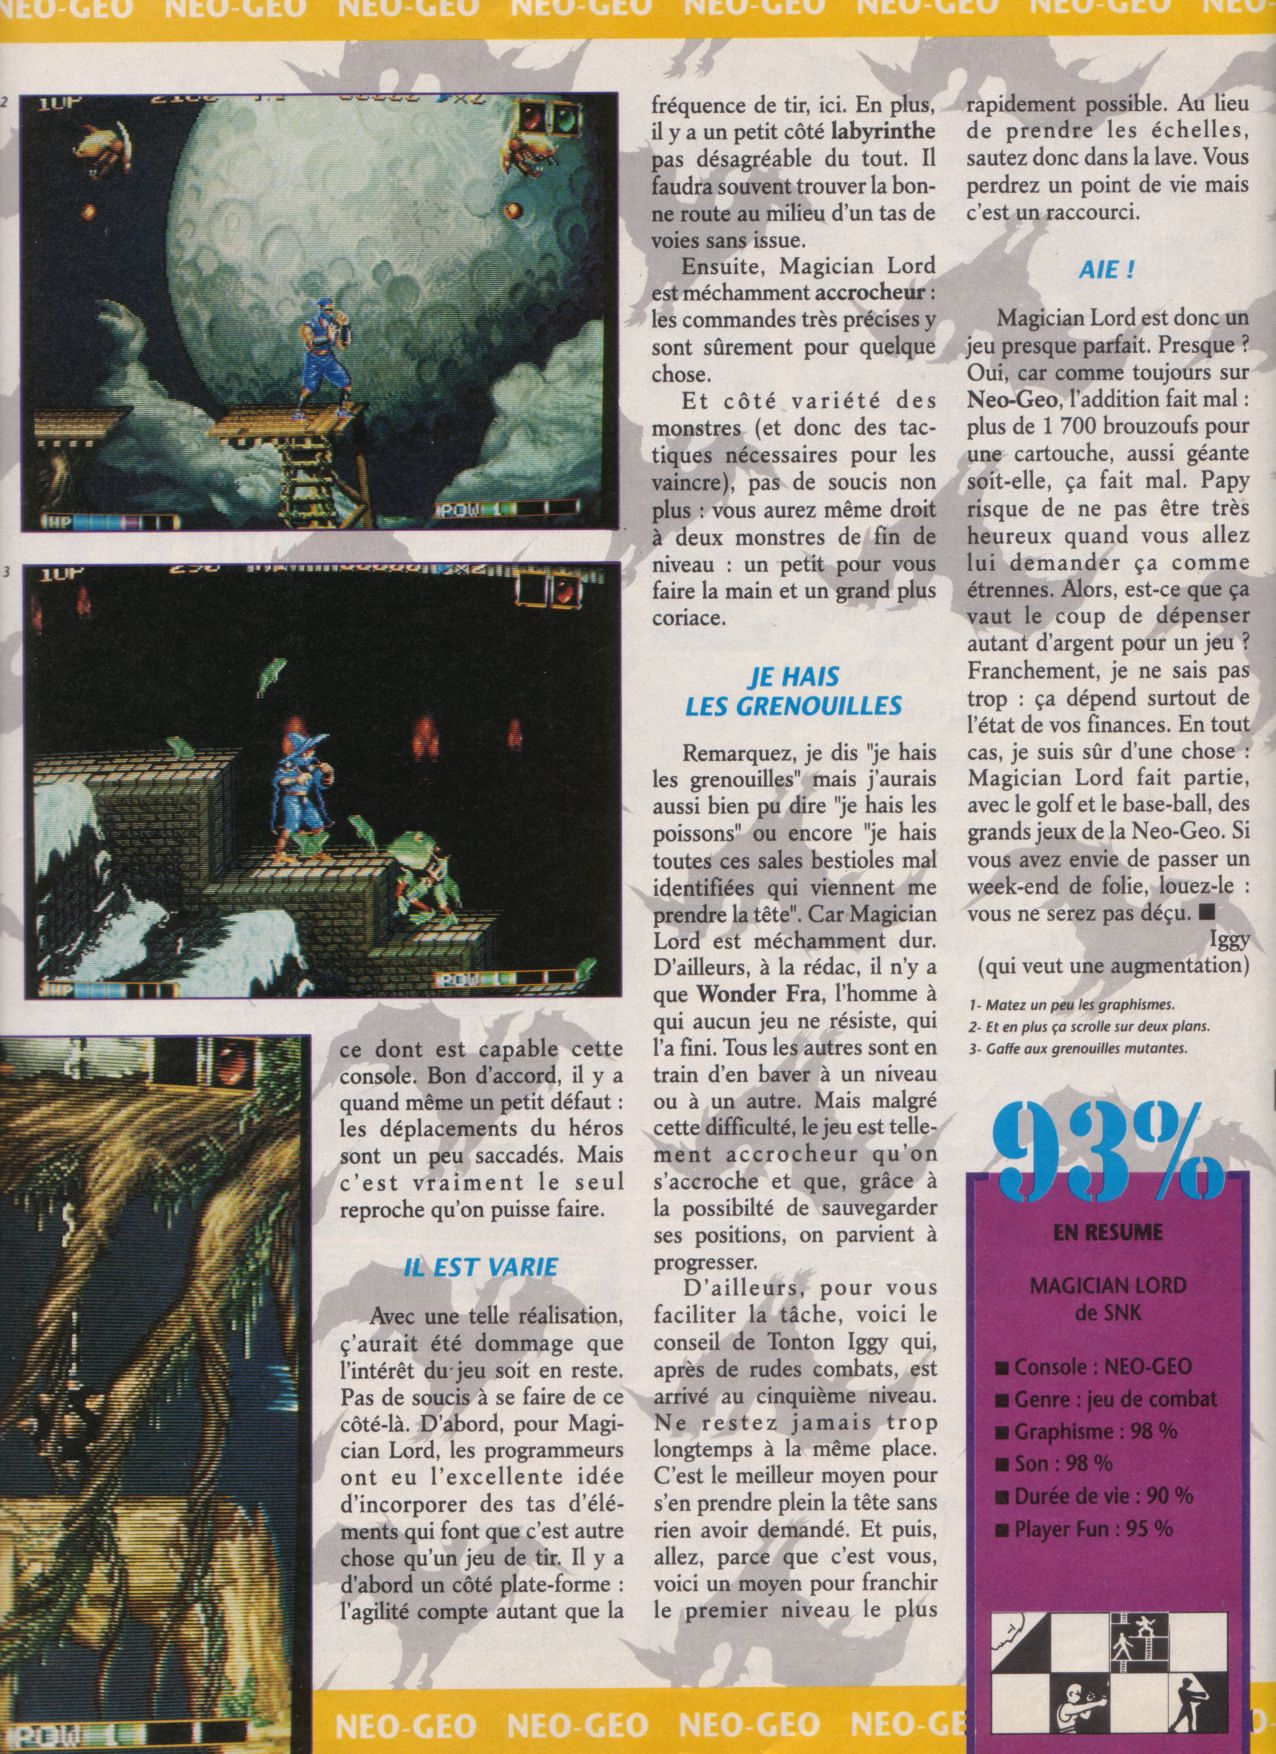 NEO-GEO NEO-GEO NEO-GEO NEO-GEO NEO-GEO NEO-GEO NEO-GEO NEO-
2
1UP 2100 00000 X2
HP
POW 1
3
1UP 290 00000 X2
HP
POW 1
POW 1
ce dont est capable cette
console. Bon d'accord, il y a
quand même un petit défaut :
les déplacements du héros
sont un peu saccadés. Mais
c'est vraiment le seul
reproche qu'on puisse faire.
IL EST VARIE
Avec une telle réalisation,
ç'aurait été dommage que
l'intérêt du jeu soit en reste.
Pas de soucis à se faire de ce
côté-là. D'abord, pour Magi-
cian Lord, les programmeurs
ont eu l'excellente idée
d'incorporer des tas d'élé-
ments qui font que c'est autre
chose qu'un jeu de tir. Il y a
d'abord un côté plate-forme :
l'agilité compte autant que la
fréquence de tir, ici. En plus,
il y a un petit côté labyrinthe
pas désagréable du tout. Il
faudra souvent trouver la bon-
ne route au milieu d'un tas de
voies sans issue.
Ensuite, Magician Lord
est méchamment accrocheur :
les commandes très précises y
sont sûrement pour quelque
chose.
Et côté variété des
monstres (et donc des tac-
tiques nécessaires pour les
vaincre), pas de soucis non
plus : vous aurez même droit
à deux monstres de fin de
niveau : un petit pour vous
faire la main et un grand plus
coriace.
JE HAIS
LES GRENOUILLES
Remarquez, je dis "je hais
les grenouilles" mais j'aurais
aussi bien pu dire "je hais les
poissons" ou encore "je hais
toutes ces sales bestioles mal
identifiées qui viennent me
prendre la tête". Car Magician
Lord est méchamment dur.
D'ailleurs, à la rédac, il n'y a
que Wonder Fra, l'homme à
qui aucun jeu ne résiste, qui
l'a fini. Tous les autres sont en
train d'en baver à un niveau
ou à un autre. Mais malgré
cette difficulté, le jeu est telle-
ment accrocheur qu'on
s'accroche et que, grâce à
la possibilté de sauvegarder
ses positions, on parvient à
progresser.
D'ailleurs, pour vous
faciliter la tâche, voici le
conseil de Tonton Iggy qui,
après de rudes combats, est
arrivé au cinquième niveau.
Ne restez jamais trop
longtemps à la même place.
C'est le meilleur moyen pour
s'en prendre plein la tête sans
rien avoir demandé. Et puis,
allez, parce que c'est vous,
voici un moyen pour franchir
le premier niveau le plus
rapidement possible. Au lieu
de prendre les échelles,
sautez donc dans la lave. Vous
perdrez un point de vie mais
c'est un raccourci.
AIE !
Magician Lord est donc un
jeu presque parfait. Presque ?
Oui, car comme toujours sur
Neo-Geo, l'addition fait mal :
plus de 1 700 brouzoufs pour
une cartouche, aussi géante
soit-elle, ça fait mal. Papy
risque de ne pas être très
heureux quand vous allez
lui demander ça comme
étrennes. Alors, est-ce que ça
vaut le coup de dépenser
autant d'argent pour un jeu ?
Franchement, je ne sais pas
trop : ça dépend surtout de
l'état de vos finances. En tout
cas, je suis sûr d'une chose :
Magician Lord fait partie,
avec le golf et le base-ball, des
grands jeux de la Neo-Geo. Si
vous avez envie de passer un
week-end de folie, louez-le :
vous ne serez pas déçu. ■
Iggy
(qui veut une augmentation)
1- Matez un peu les graphismes.
2- Et en plus ça scrolle sur deux plans.
3- Gaffe aux grenouilles mutantes.
93%
EN RESUME
MAGICIAN LORD
de SNK
■ Console : NEO-GEO
■ Genre : jeu de combat
■ Graphisme : 98 %
■ Son : 98 %
■ Durée de vie : 90 %
■ Player Fun : 95 %
NEO-GEO NEO-GEO NEO-GEO NEO-GE